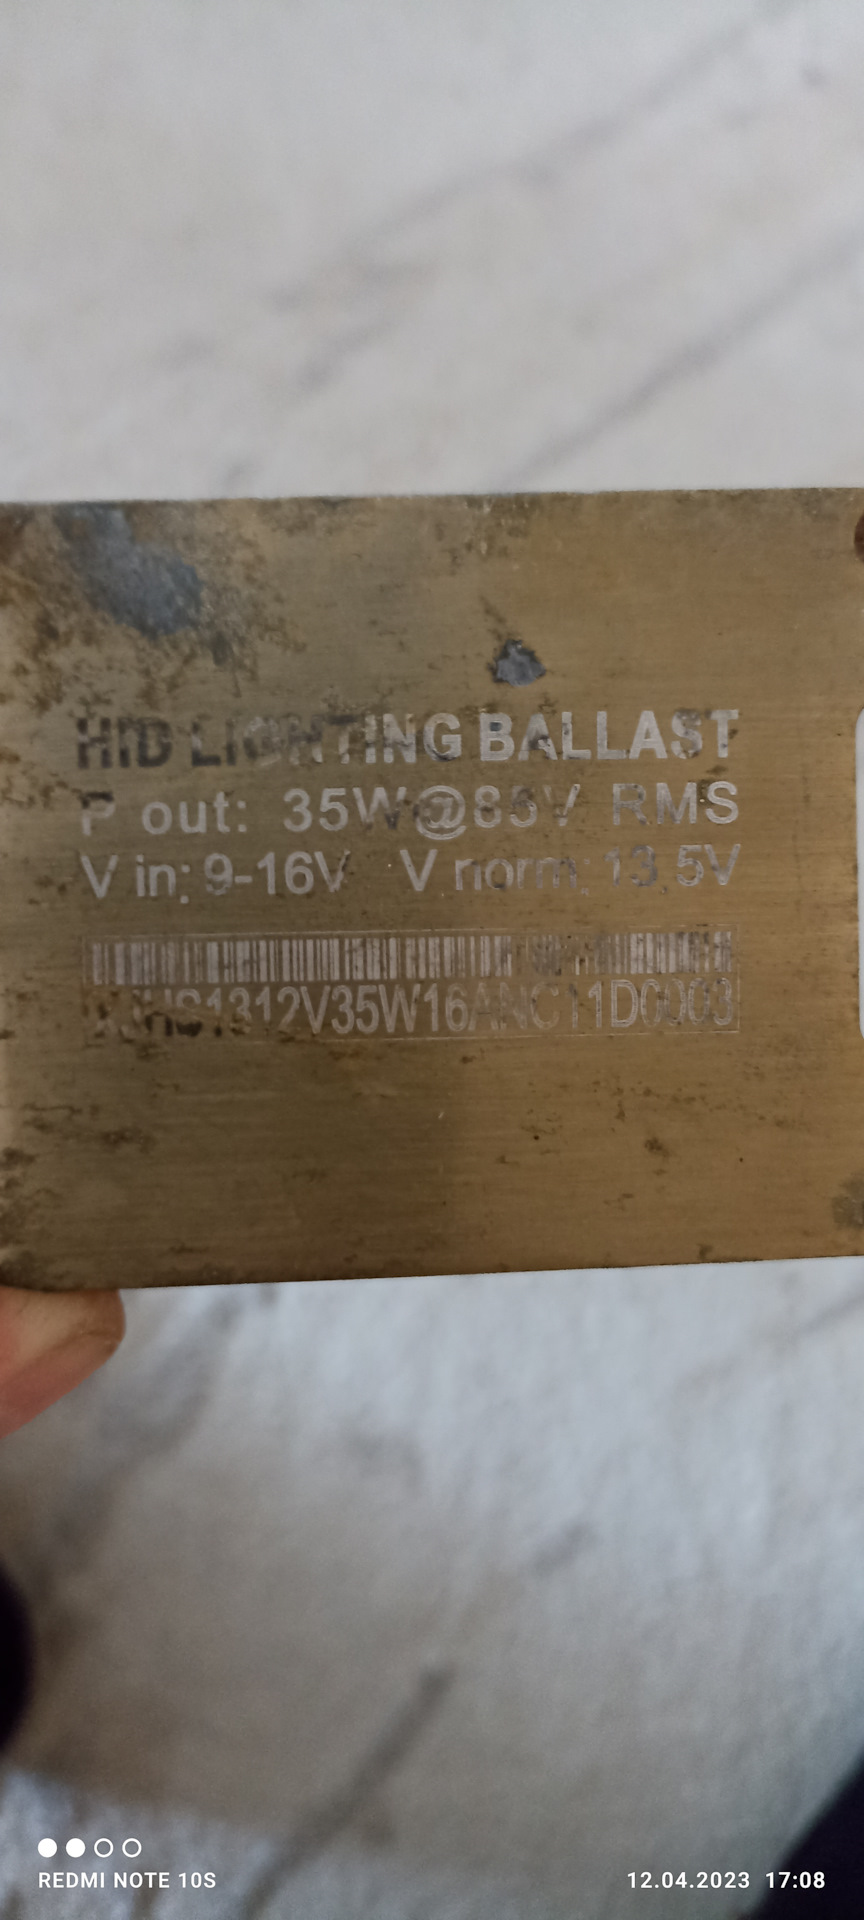 HID LIGHTING BALLAST
P out: 35W@85V RMS
V in: 9-16V V norm: 13.5V
REDMI NOTE 10S
12.04.2023 17:08